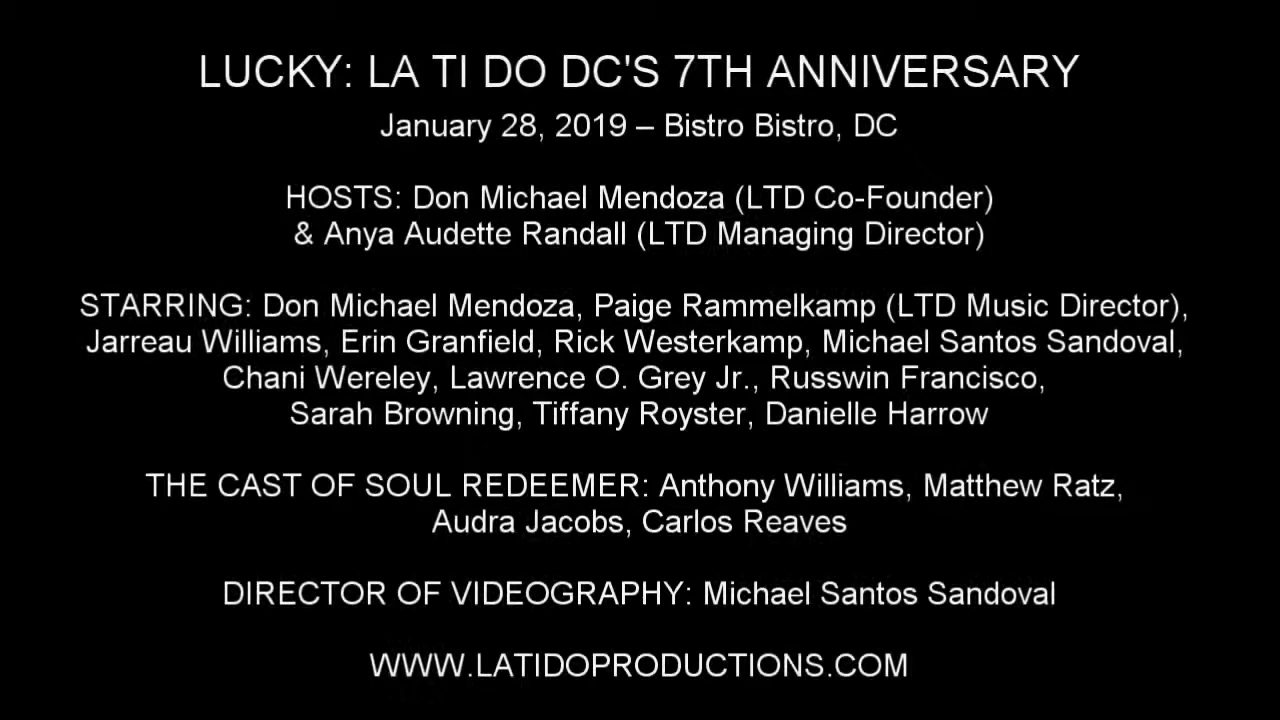 LUCKY: LA TI DO DC'S 7TH ANNIVERSARY
January 28, 2019 – Bistro Bistro, DC
HOSTS: Don Michael Mendoza (LTD Co-Founder)
& Anya Audette Randall (LTD Managing Director)
STARRING: Don Michael Mendoza, Paige Rammelkamp (LTD Music Director),
Jarreau Williams, Erin Granfield, Rick Westerkamp, Michael Santos Sandoval,
Chani Wereley, Lawrence O. Grey Jr., Russwin Francisco,
Sarah Browning, Tiffany Royster, Danielle Harrow
THE CAST OF SOUL REDEEMER: Anthony Williams, Matthew Ratz,
Audra Jacobs, Carlos Reaves
DIRECTOR OF VIDEOGRAPHY: Michael Santos Sandoval
WWW.LATIDOPRODUCTIONS.COM